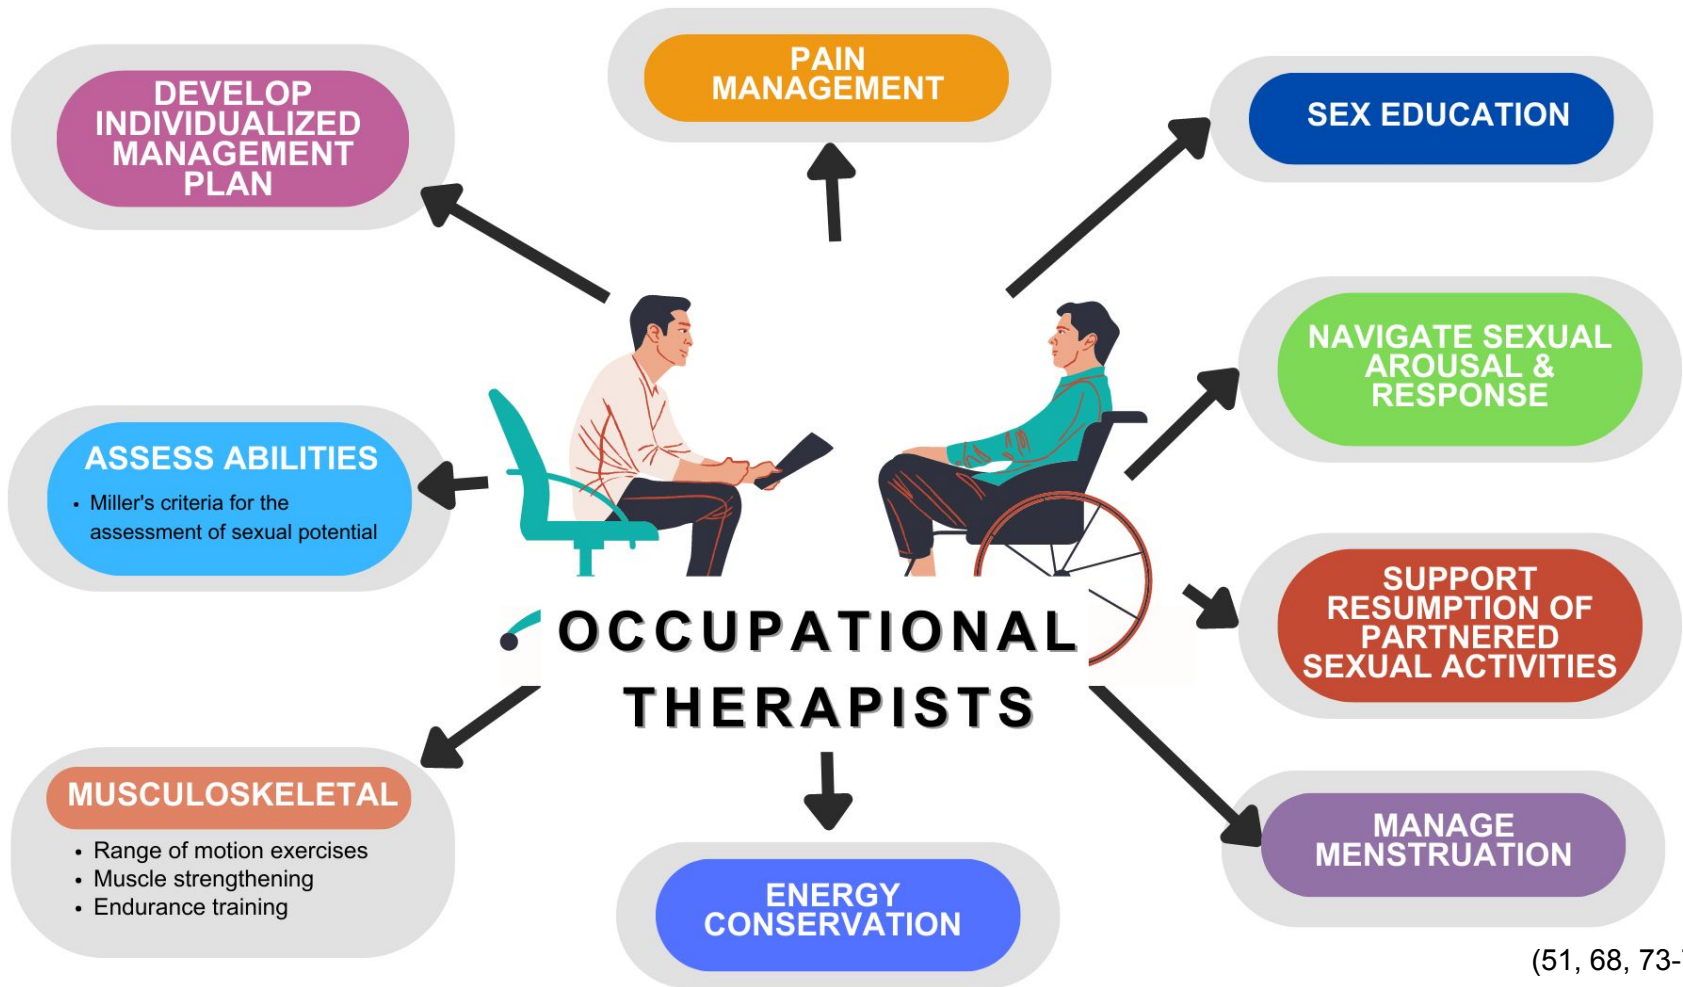 DEVELOP
INDIVIDUALIZED
MANAGEMENT
PLAN
PAIN
MANAGEMENT
SEX EDUCATION
NAVIGATE SEXUAL
AROUSAL &
RESPONSE
ASSESS ABILITIES
• Miller's criteria for the
assessment of sexual potential
SUPPORT
RESUMPTION OF
PARTNERED
SEXUAL ACTIVITIES
OCCUPATIONAL
THERAPISTS
MUSCULOSKELETAL
• Range of motion exercises
• Muscle strengthening
• Endurance training
ENERGY
CONSERVATION
MANAGE
MENSTRUATION
(51, 68, 73-